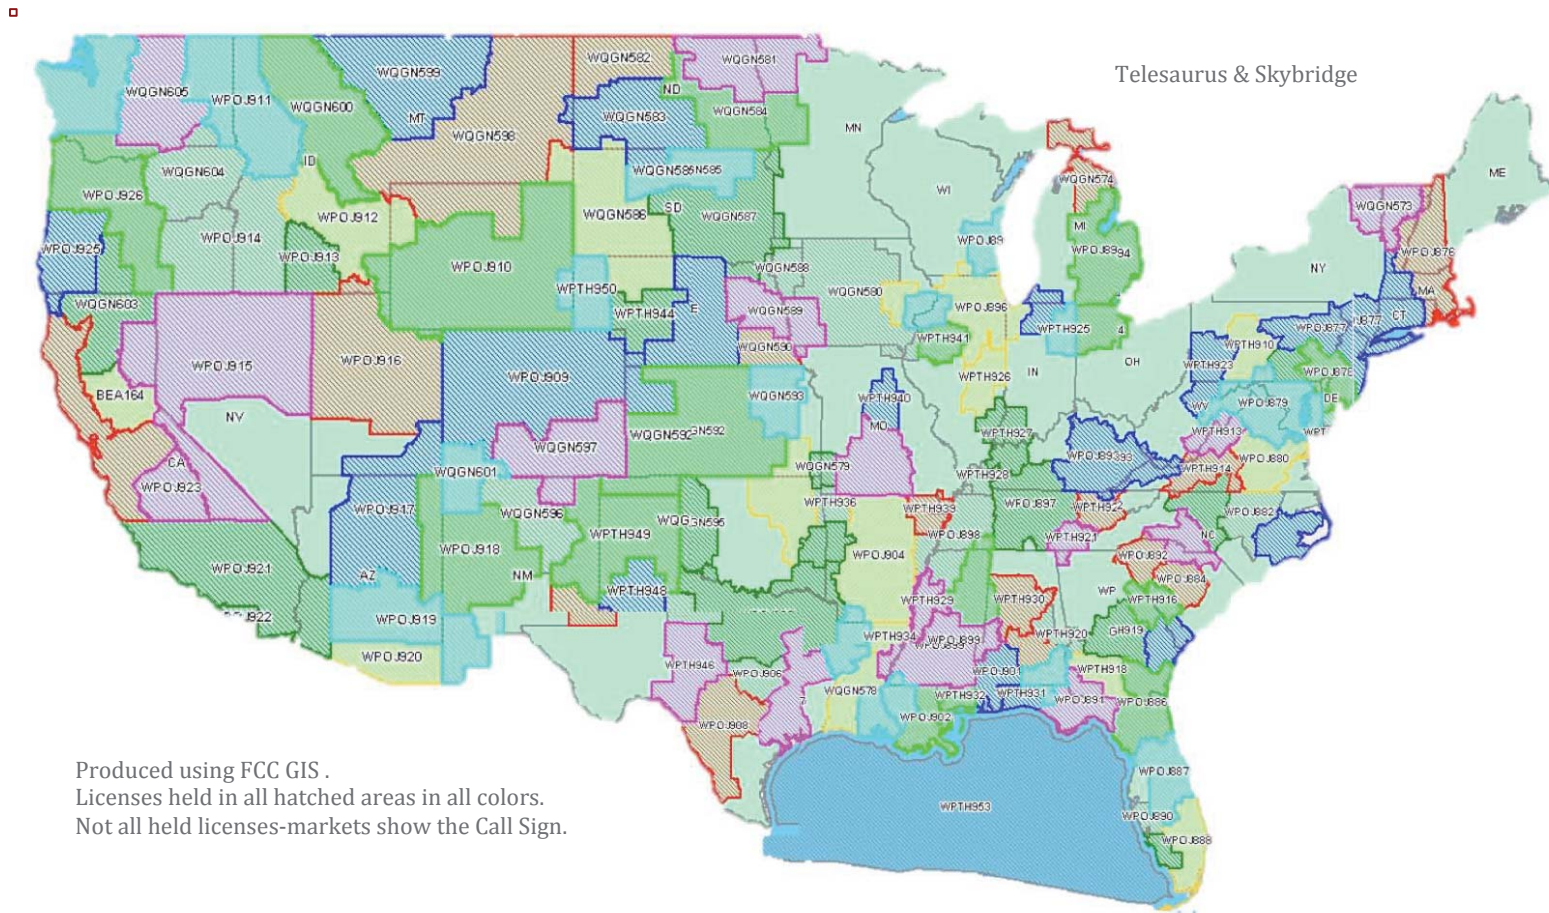 Telesaurus & Skybridge
WQGN599
WQGN582
WQGN581
WQGN605
WPOJ911
WQGN600
ND
MT
WQGN598
WQGN583
WQGN584
MN
ID
WQGN604
WQGN574
WPOJ926
WPOJ912
WQGN586
SD
WQGN587
WI
MI
WQGN573
ME
WPOJ925
WPOJ914
WPOJ913
WPOJ910
WPOJ89
WPOJ876
NY
WQGN588
WPTH950
WQGN580
MA
WQGN603
WPTH944
E
WQGN589
WPOJ896
WPTH925
4
CT
WPOJ877
WPOJ915
WPOJ916
WPOJ909
WQGN590
WPTH941
OH
WPTH910
WPTH923
BEA164
IN
WPTH926
DE
NV
WQGN593
WPTH940
WV
WPOJ879
MO
WPTH927
WPTH913
WQGN592
WQGN597
CA
WPOJ923
WQGN601
WQGN579
WPTH928
WPTH914
WPOJ880
WQGN596
WPTH936
WPTH939
WPOJ897
WPTH922
WPOJ882
WPTH949
WPOJ898
WPTH921
NC
WPOJ921
WPOJ918
WPOJ904
WPOJ892
AZ
NM
WPTH948
WPOJ884
WPTH929
WPTH930
WP
WPTH916
WPOJ919
WPTH934
WPOJ899
WPTH920
GH919
WPOJ920
WPTH946
WPOJ906
WPOJ901
WPTH918
WQGN578
WPTH932
WPTH931
WPOJ891
WPOJ886
WPOJ908
7
WPOJ902
WPOJ887
WPTH953
WPOJ890
WPOJ888
Produced using FCC GIS .
Licenses held in all hatched areas in all colors.
Not all held licenses-markets show the Call Sign.